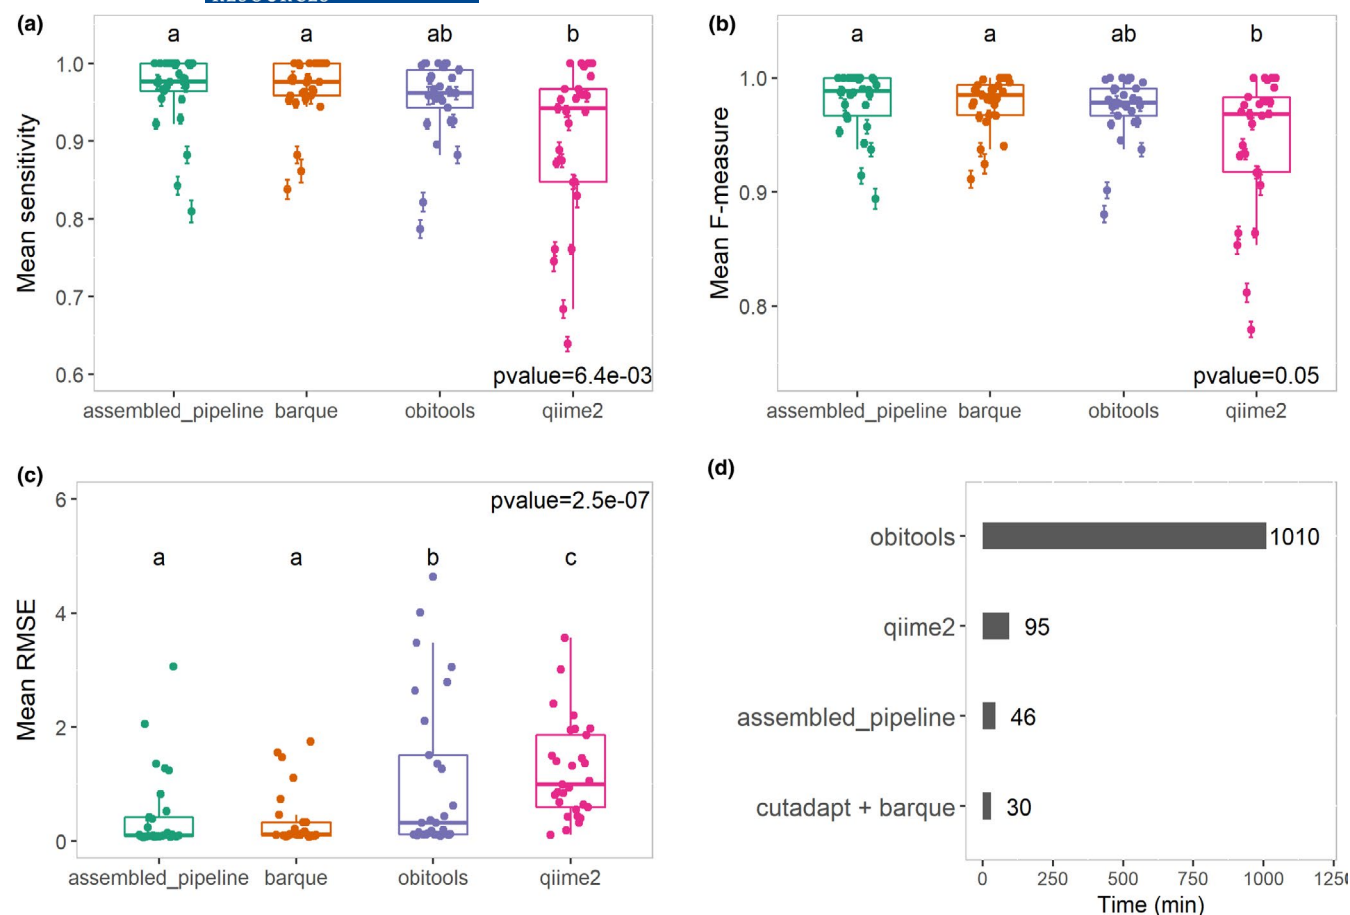 RESOURCES
(a)
a a ab b
1.0
0.9
0.8
0.7
0.6
Mean sensitivity
pvalue=6.4e-03
assembled_pipeline barque obitools qiime2
(b)
a a ab b
1.0
0.9
0.8
Mean F-measure
pvalue=0.05
assembled_pipeline barque obitools qiime2
(c)
pvalue=2.5e-07
a a b c
6
4
2
0
Mean RMSE
assembled_pipeline barque obitools qiime2
(d)
obitools 1010
qiime2 95
assembled_pipeline 46
cutadapt + barque 30
0 250 500 750 1000 1250
Time (min)